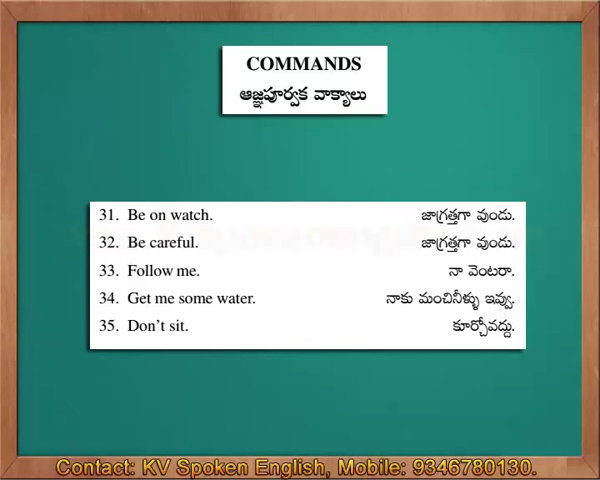 COMMANDS
ఆజ్ఞాపూర్వక వాక్యాలు
31. Be on watch. జాగ్రత్తగా వుండు.
32. Be careful. జాగ్రత్తగా వుండు.
33. Follow me. నా వెంటరా.
34. Get me some water. నాకు మంచినీళ్ళు ఇవ్వు.
35. Don't sit. కూర్చోవద్దు.
Contact: KV Spoken English, Mobile: 9346780130.